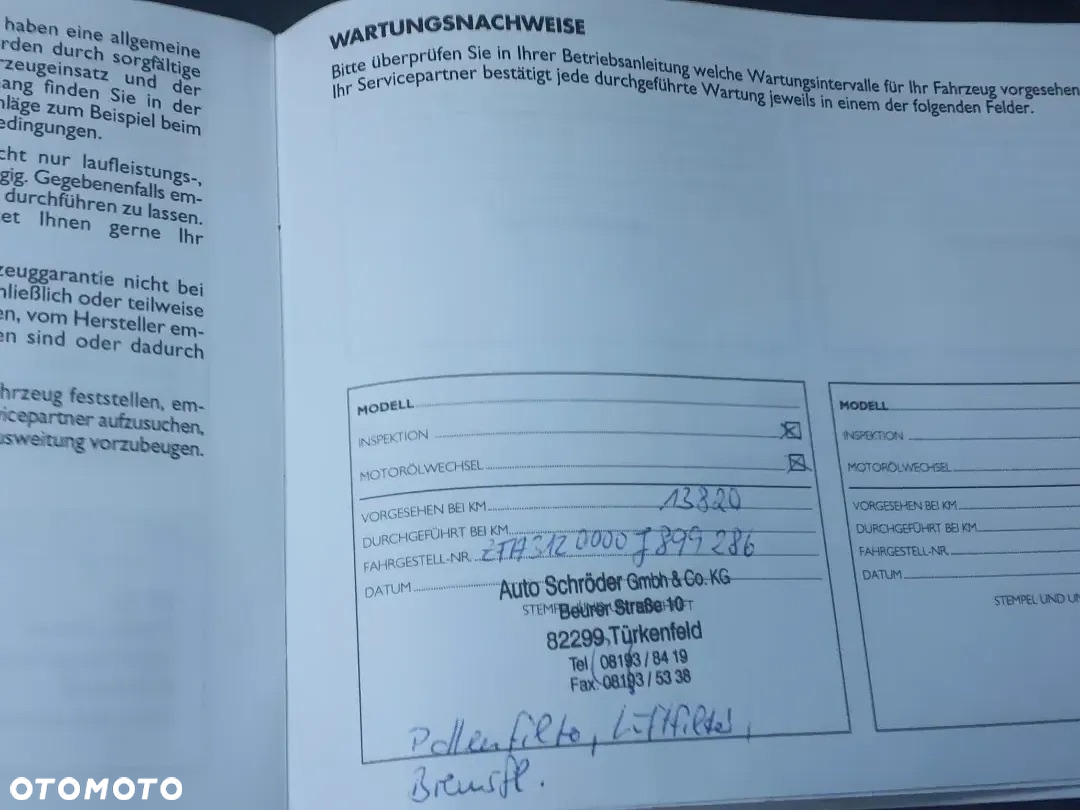 haben eine allgemeine
rden durch sorgfältige
rzeugeinsatz und der
ang finden Sie in der
läge zum Beispiel beim
edingungen.
cht nur laufleistungs-,
gig. Gegebenenfalls em-
durchführen zu lassen.
et Ihnen gerne Ihr
zeuggarantie nicht bei
hließlich oder teilweise
en, vom Hersteller em-
en sind oder dadurch
hrzeug feststellen, em-
vicepartner aufzusuchen,
usweitung vorzubeugen.
WARTUNGSNACHWEISE
Bitte überprüfen Sie in Ihrer Betriebsanleitung welche Wartungsintervalle für Ihr Fahrzeug vorgesehen
Ihr Servicepartner bestätigt jede durchgeführte Wartung jeweils in einem der folgenden Felder.
MODELL
INSPEKTION
MOTORÖLWECHSEL
VORGESEHEN BEI KM 13820
DURCHGEFÜHRT BEI KM
FAHRGESTELL-NR. ZFA3120000J899286
DATUM
Auto Schröder Gmbh & Co. KG
Beurer Straße 10
82299 Türkenfeld
Tel 08193 / 84 19
Fax 08193 / 53 38
Pollenfilter, Luftfilter,
Bremsfl.
MODELL
INSPEKTION
MOTORÖLWECHSEL
VORGESEHEN BEI KM
DURCHGEFÜHRT BEI KM
FAHRGESTELL-NR.
DATUM
STEMPEL UND UN
OTOMOTO